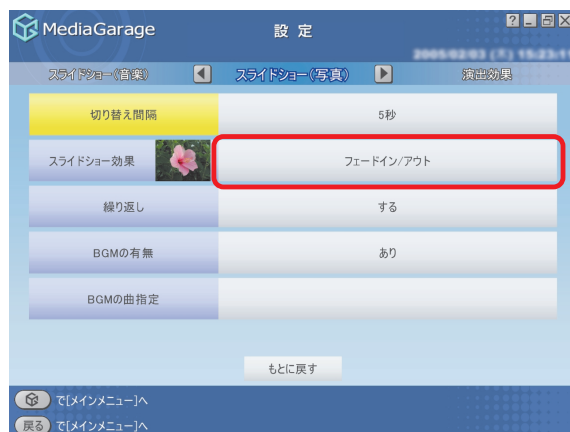 MediaGarage
設定
2005/02/03 (木) 15:23:1
スライドショー(音楽)
スライドショー(写真)
演出効果
切り替え間隔 5秒
スライドショー効果 フェードイン/アウト
繰り返し する
BGMの有無 あり
BGMの曲指定
もとに戻す
で[メインメニュー]へ
戻る で[メインメニュー]へ